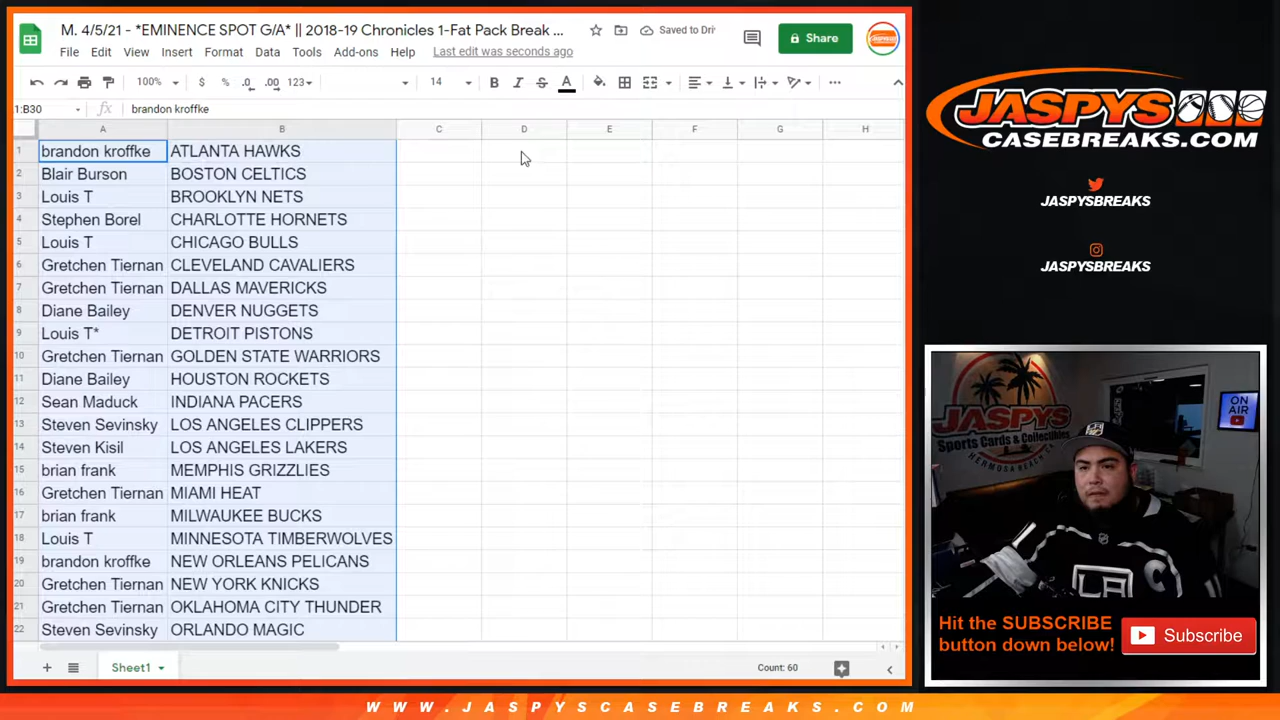 M. 4/5/21 - *EMINENCE SPOT G/A* || 2018-19 Chronicles 1-Fat Pack Break ...
Saved to Dri
Share
File Edit View Insert Format Data Tools Add-ons Help Last edit was seconds ago
100% $ % .0 .00 123 14 B I S A
1:B30 fx brandon kroffke
A B C D E F G H
1 brandon kroffke ATLANTA HAWKS
2 Blair Burson BOSTON CELTICS
3 Louis T BROOKLYN NETS
4 Stephen Borel CHARLOTTE HORNETS
5 Louis T CHICAGO BULLS
6 Gretchen Tiernan CLEVELAND CAVALIERS
7 Gretchen Tiernan DALLAS MAVERICKS
8 Diane Bailey DENVER NUGGETS
9 Louis T* DETROIT PISTONS
10 Gretchen Tiernan GOLDEN STATE WARRIORS
11 Diane Bailey HOUSTON ROCKETS
12 Sean Maduck INDIANA PACERS
13 Steven Sevinsky LOS ANGELES CLIPPERS
14 Steven Kisil LOS ANGELES LAKERS
15 brian frank MEMPHIS GRIZZLIES
16 Gretchen Tiernan MIAMI HEAT
17 brian frank MILWAUKEE BUCKS
18 Louis T MINNESOTA TIMBERWOLVES
19 brandon kroffke NEW ORLEANS PELICANS
20 Gretchen Tiernan NEW YORK KNICKS
21 Gretchen Tiernan OKLAHOMA CITY THUNDER
22 Steven Sevinsky ORLANDO MAGIC
Sheet1
Count: 60
JASPYS
CASEBREAKS.COM
JASPYSBREAKS
JASPYSBREAKS
JASPYS
Sports Cards & Collectibles
HERMOSA BEACH
ON AIR
LA
C
Hit the SUBSCRIBE
button down below!
Subscribe
WWW.JASPYSCASEBREAKS.COM